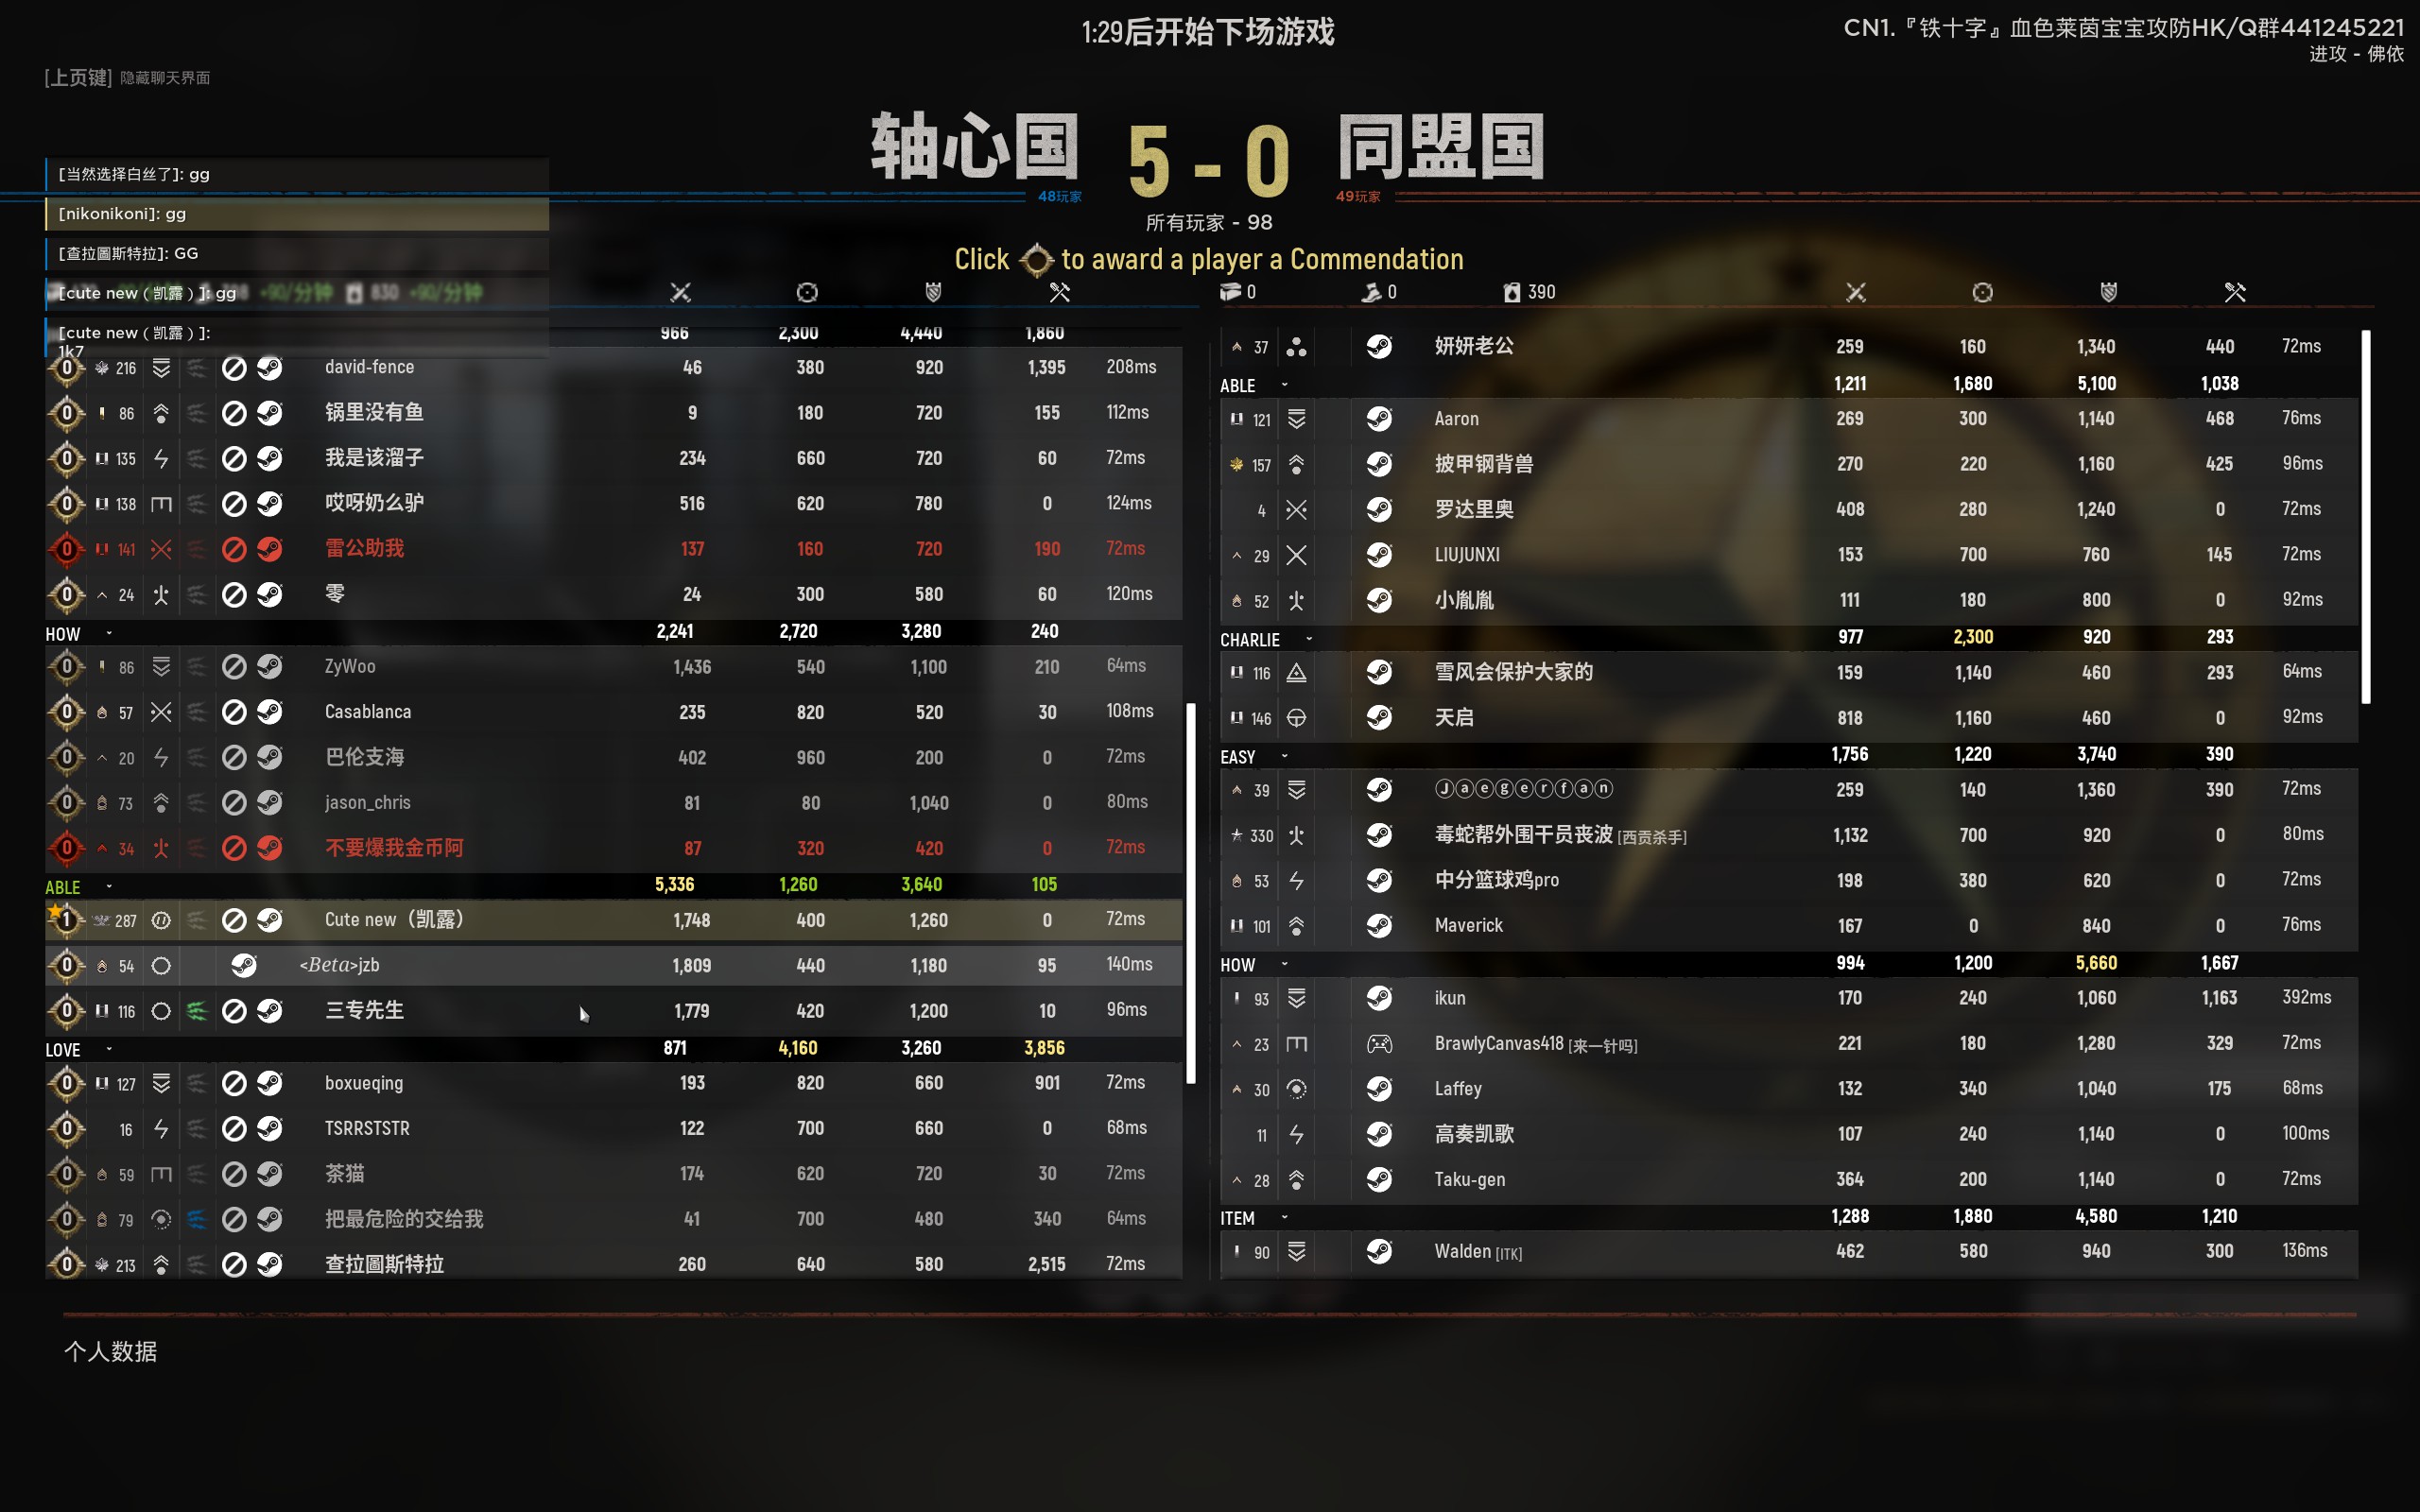 1:29后开始下场游戏
CN1.『铁十字』血色莱茵宝宝攻防HK/Q群441245221
进攻 - 佛依
[上页键] 隐藏聊天界面
轴心国 5 - 0 同盟国
48玩家 49玩家
所有玩家 - 98
Click to award a player a Commendation
[当然选择白丝了]: gg
[nikonikoni]: gg
[查拉圖斯特拉]: GG
[cute new（凯露）]: gg
+90/分钟 830 +90/分钟
[cute new（凯露）]:
1k7
966 2,300 4,440 1,860
0 216 david-fence 46 380 920 1,395 208ms
0 86 锅里没有鱼 9 180 720 155 112ms
0 135 我是该溜子 234 660 720 60 72ms
0 138 哎呀奶么驴 516 620 780 0 124ms
0 141 雷公助我 137 160 720 190 72ms
0 24 零 24 300 580 60 120ms
HOW 2,241 2,720 3,280 240
0 86 ZyWoo 1,436 540 1,100 210 64ms
0 57 Casablanca 235 820 520 30 108ms
0 20 巴伦支海 402 960 200 0 72ms
0 73 jason_chris 81 80 1,040 0 80ms
0 34 不要爆我金币阿 87 320 420 0 72ms
ABLE 5,336 1,260 3,640 105
1 287 Cute new（凯露） 1,748 400 1,260 0 72ms
0 54 <Beta>jzb 1,809 440 1,180 95 140ms
0 116 三专先生 1,779 420 1,200 10 96ms
LOVE 871 4,160 3,260 3,856
0 127 boxueqing 193 820 660 901 72ms
0 16 TSRRSTSTR 122 700 660 0 68ms
0 59 茶猫 174 620 720 30 72ms
0 79 把最危险的交给我 41 700 480 340 64ms
0 213 查拉圖斯特拉 260 640 580 2,515 72ms
0 0 390
37 妍妍老公 259 160 1,340 440 72ms
ABLE 1,211 1,680 5,100 1,038
121 Aaron 269 300 1,140 468 76ms
157 披甲钢背兽 270 220 1,160 425 96ms
4 罗达里奥 408 280 1,240 0 72ms
29 LIUJUNXI 153 700 760 145 72ms
52 小胤胤 111 180 800 0 92ms
CHARLIE 977 2,300 920 293
116 雪风会保护大家的 159 1,140 460 293 64ms
146 天启 818 1,160 460 0 92ms
EASY 1,756 1,220 3,740 390
39 Ⓙⓐⓔⓖⓔⓡⓕⓐⓝ 259 140 1,360 390 72ms
330 毒蛇帮外围干员丧波 [西贡杀手] 1,132 700 920 0 80ms
53 中分篮球鸡pro 198 380 620 0 72ms
101 Maverick 167 0 840 0 76ms
HOW 994 1,200 5,660 1,667
93 ikun 170 240 1,060 1,163 392ms
23 BrawlyCanvas418 [来一针吗] 221 180 1,280 329 72ms
30 Laffey 132 340 1,040 175 68ms
11 高奏凯歌 107 240 1,140 0 100ms
28 Taku-gen 364 200 1,140 0 72ms
ITEM 1,288 1,880 4,580 1,210
90 Walden [ITK] 462 580 940 300 136ms
个人数据